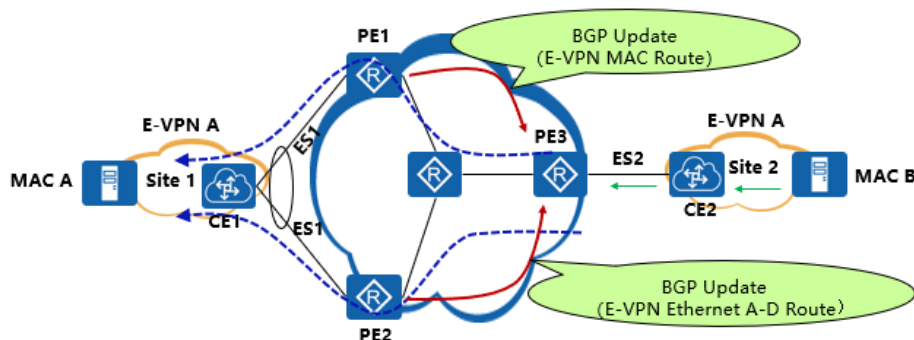 PE1
BGP Update
(E-VPN MAC Route)
E-VPN A
ES1
PE3
E-VPN A
MAC A
Site 1
R
R
R
ES2
Site 2
MAC B
CE1
CE2
ES1
R
PE2
BGP Update
(E-VPN Ethernet A-D Route)